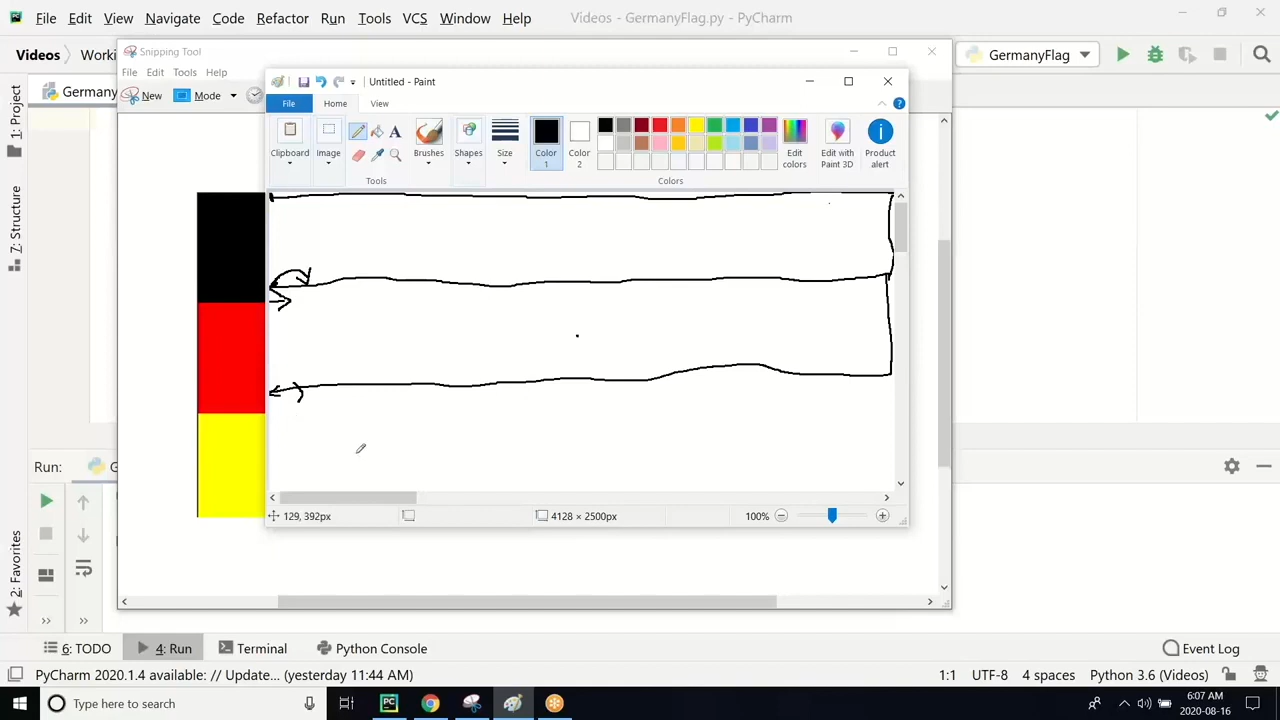 File Edit View Navigate Code Refactor Run Tools VCS Window Help Videos - GermanyFlag.py - PyCharm
Videos Worki GermanyFlag
Snipping Tool
File Edit Tools Help
New Mode
Germany
Untitled - Paint
File Home View
Clipboard Image Tools Brushes Shapes Size Color 1 Color 2 Colors Edit colors Edit with Paint 3D Product alert
1: Project
7: Structure
2: Favorites
129, 392px 4128 × 2500px 100%
Run: G
6: TODO 4: Run Terminal Python Console Event Log
PyCharm 2020.1.4 available: // Update... (yesterday 11:44 AM) 1:1 UTF-8 4 spaces Python 3.6 (Videos)
Type here to search 6:07 AM
2020-08-16